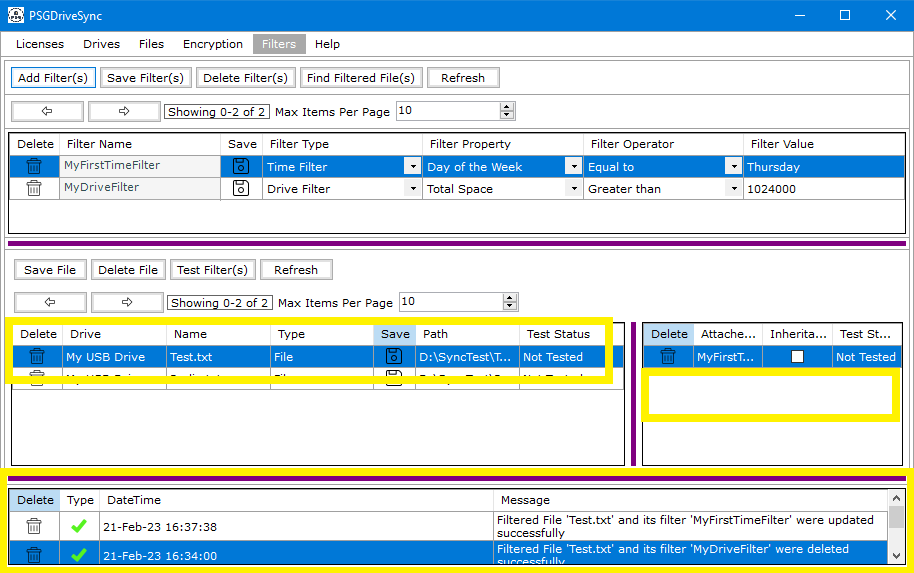 PSGDriveSync
Licenses Drives Files Encryption Filters Help
Add Filter(s) Save Filter(s) Delete Filter(s) Find Filtered File(s) Refresh
Showing 0-2 of 2 Max Items Per Page 10
Delete Filter Name Save Filter Type Filter Property Filter Operator Filter Value
MyFirstTimeFilter Time Filter Day of the Week Equal to Thursday
MyDriveFilter Drive Filter Total Space Greater than 1024000
Save File Delete File Test Filter(s) Refresh
Showing 0-2 of 2 Max Items Per Page 10
Delete Drive Name Type Save Path Test Status
My USB Drive Test.txt File D:\SyncTest\T... Not Tested
Delete Attache... Inherita... Test St...
MyFirstT... Not Tested
Delete Type DateTime Message
21-Feb-23 16:37:38 Filtered File 'Test.txt' and its filter 'MyFirstTimeFilter' were updated
successfully
21-Feb-23 16:34:00 Filtered File 'Test.txt' and its filter 'MyDriveFilter' were deleted
successfully